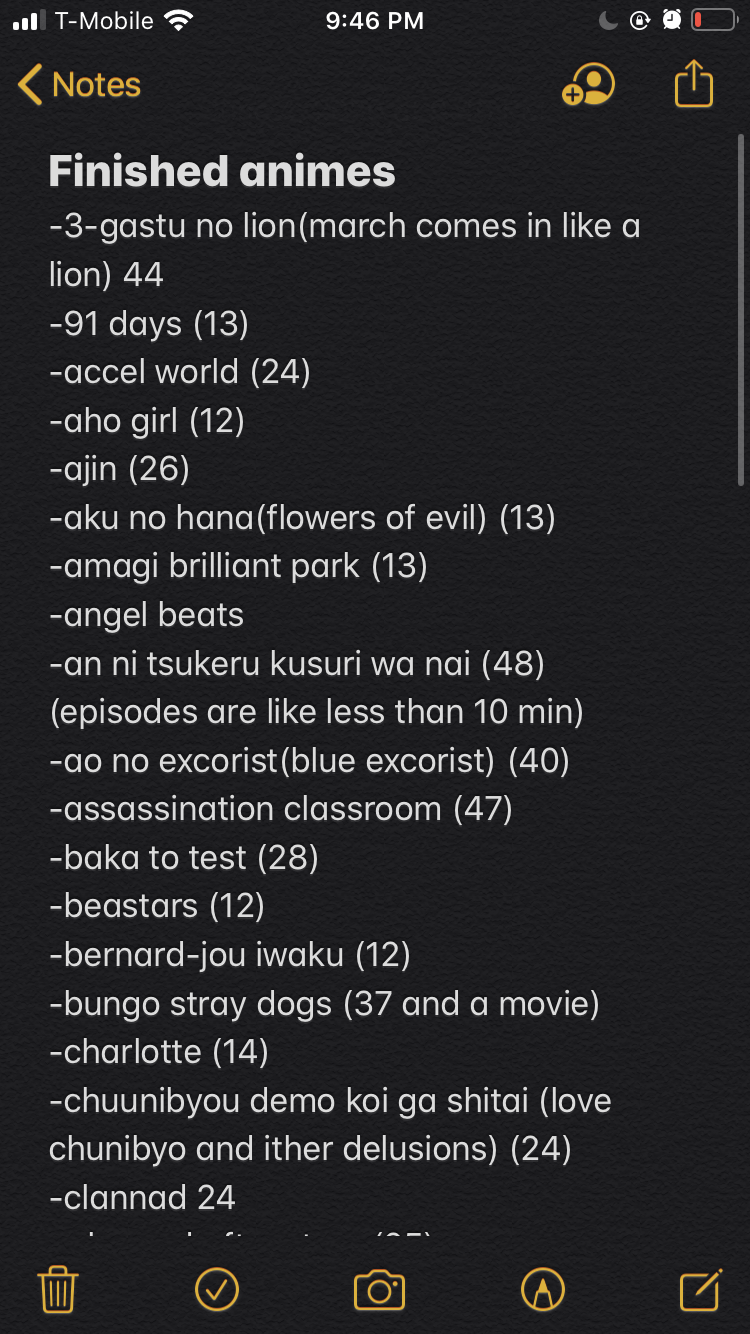 T-Mobile 9:46 PM
Notes
Finished animes
-3-gastu no lion(march comes in like a
lion) 44
-91 days (13)
-accel world (24)
-aho girl (12)
-ajin (26)
-aku no hana(flowers of evil) (13)
-amagi brilliant park (13)
-angel beats
-an ni tsukeru kusuri wa nai (48)
(episodes are like less than 10 min)
-ao no excorist(blue excorist) (40)
-assassination classroom (47)
-baka to test (28)
-beastars (12)
-bernard-jou iwaku (12)
-bungo stray dogs (37 and a movie)
-charlotte (14)
-chuunibyou demo koi ga shitai (love
chunibyo and ither delusions) (24)
-clannad 24